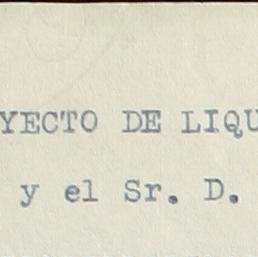 YECTO DE LIQU
y el Sr. D.